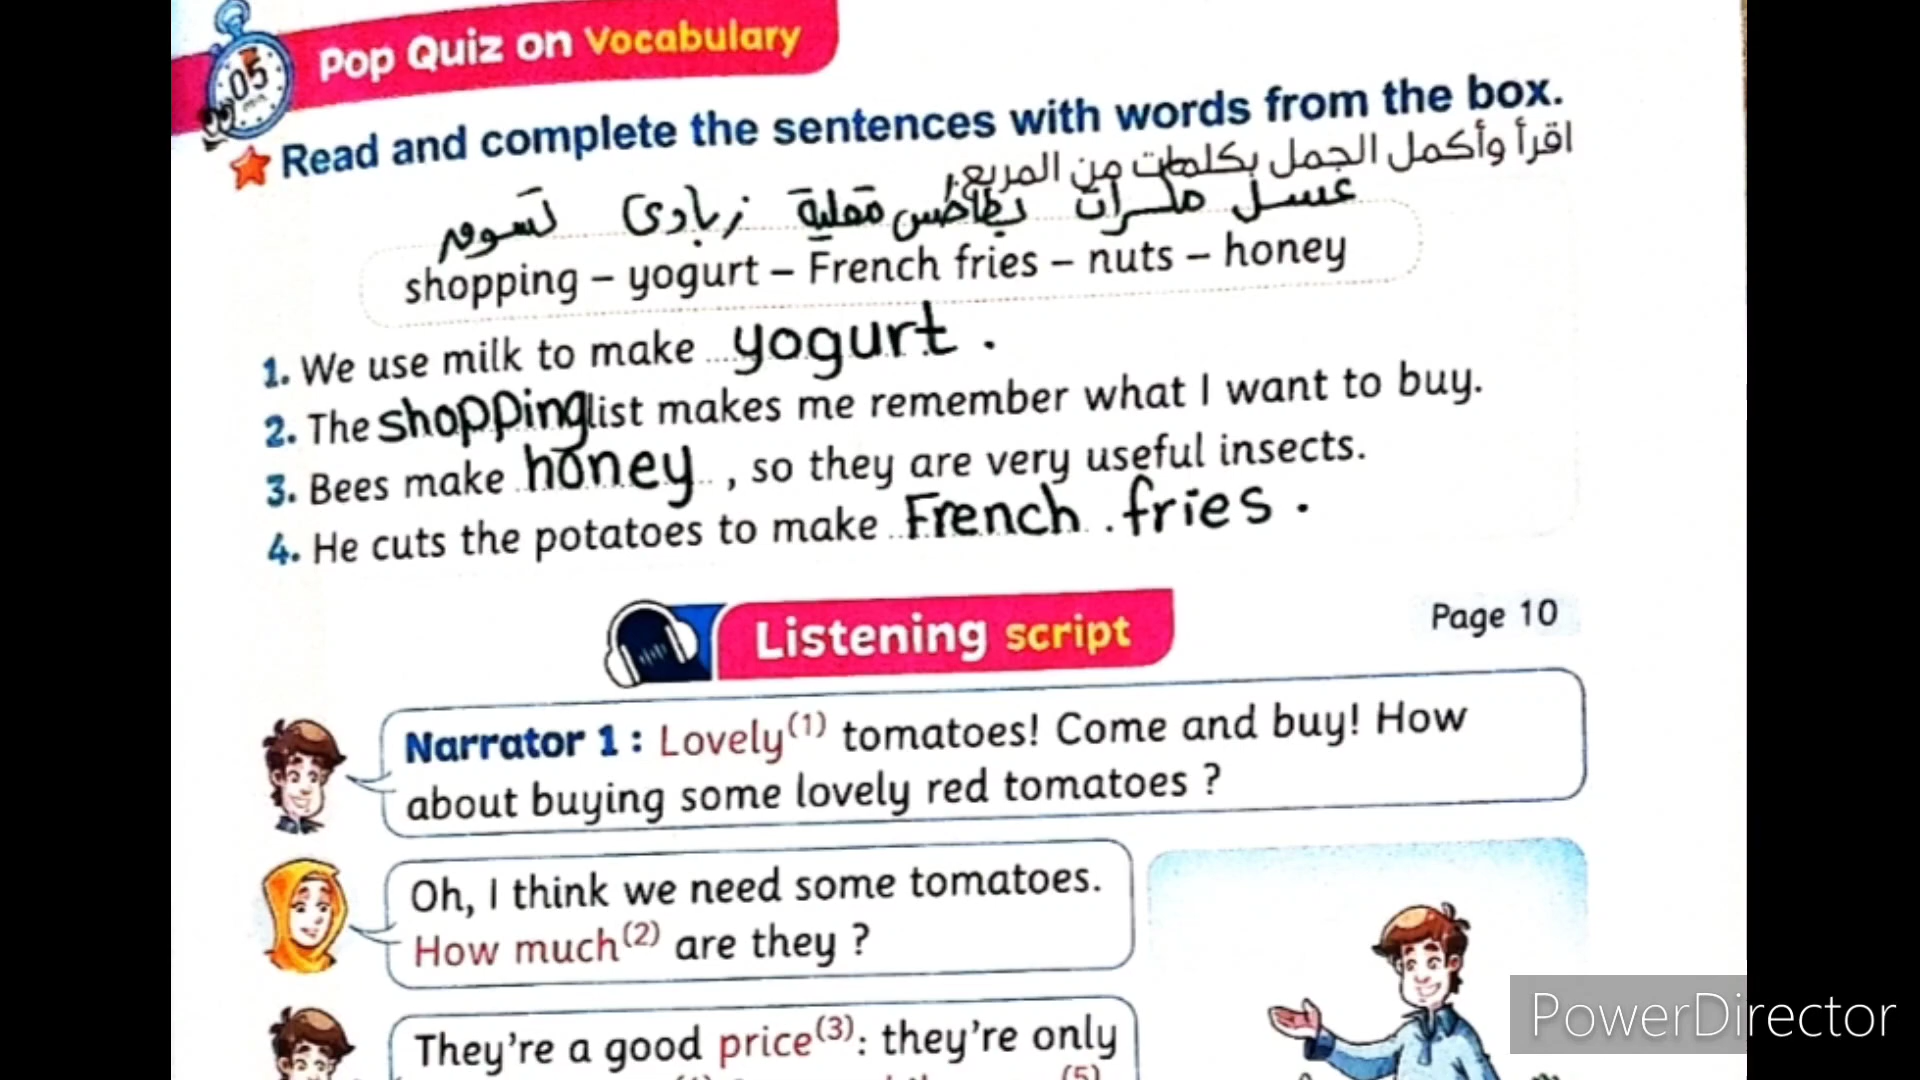 05
Pop Quiz on Vocabulary
Read and complete the sentences with words from the box.
اقرأ وأكمل الجمل بكلمات من المربع.
تسوق زبادى بطاطس مقلية مكسرات عسل
shopping – yogurt – French fries – nuts – honey
1. We use milk to make yogurt.
2. The shopping list makes me remember what I want to buy.
3. Bees make honey, so they are very useful insects.
4. He cuts the potatoes to make French fries.
Listening script
Page 10
Narrator 1 : Lovely(1) tomatoes! Come and buy! How
about buying some lovely red tomatoes ?
Oh, I think we need some tomatoes.
How much(2) are they ?
They're a good price(3): they're only
(5)
PowerDirector